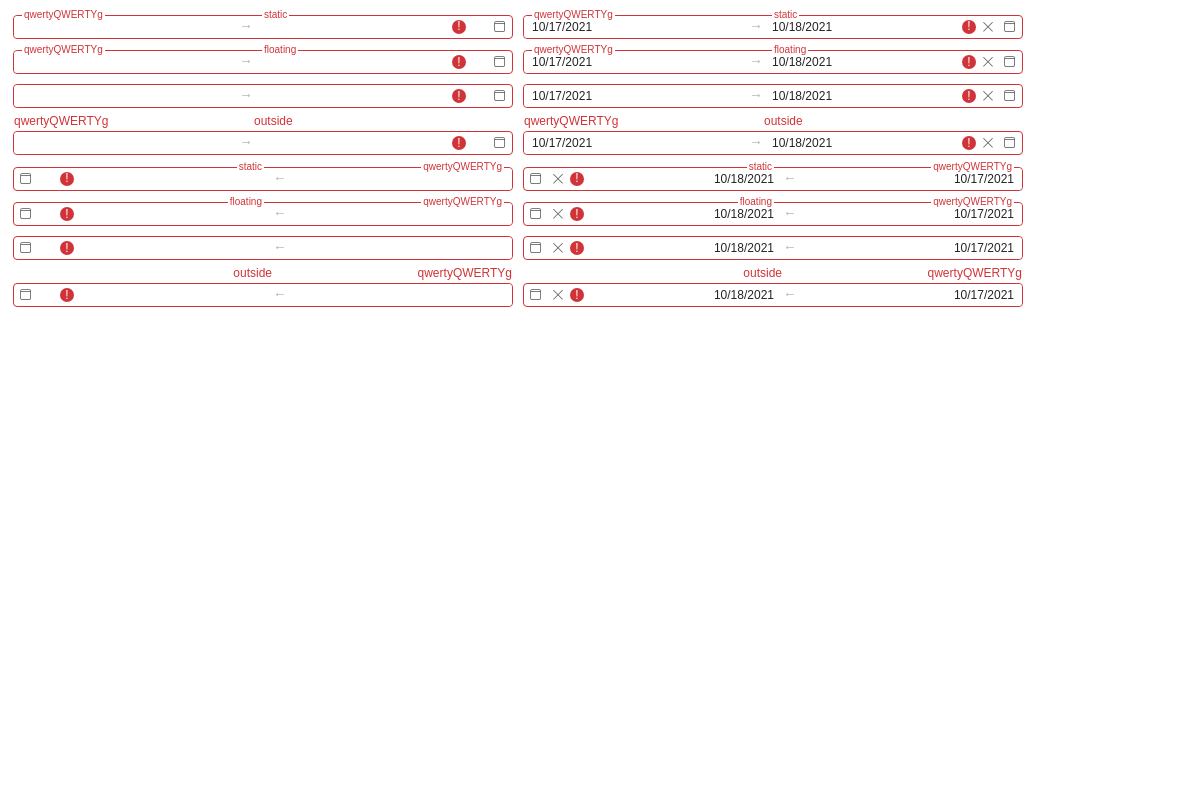 qwertyQWERTYg static qwertyQWERTYg static
→ ! 10/17/2021 → 10/18/2021 !
qwertyQWERTYg floating qwertyQWERTYg floating
→ ! 10/17/2021 → 10/18/2021 !
→ ! 10/17/2021 → 10/18/2021 !
qwertyQWERTYg outside qwertyQWERTYg outside
→ ! 10/17/2021 → 10/18/2021 !
static qwertyQWERTYg static qwertyQWERTYg
! ← ! 10/18/2021 ← 10/17/2021
floating qwertyQWERTYg floating qwertyQWERTYg
! ← ! 10/18/2021 ← 10/17/2021
! ← ! 10/18/2021 ← 10/17/2021
outside qwertyQWERTYg outside qwertyQWERTYg
! ← ! 10/18/2021 ← 10/17/2021